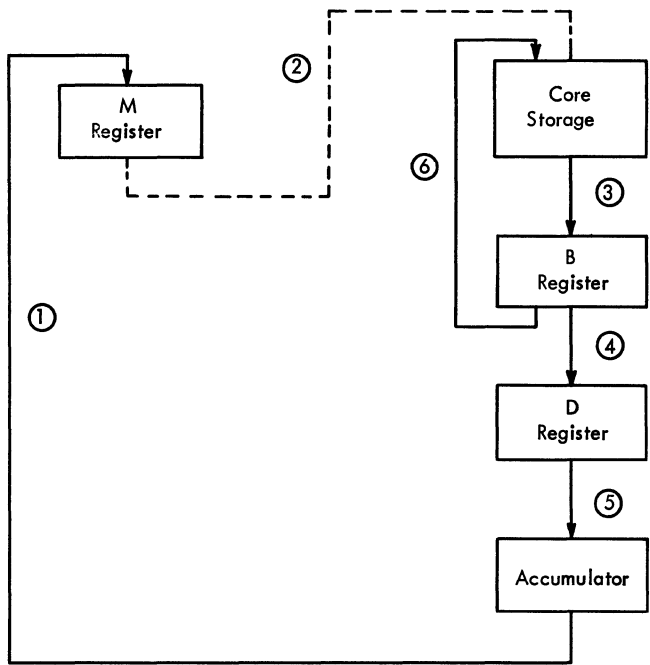 M
Register
②
Core
Storage
⑥
③
B
Register
①
④
D
Register
⑤
Accumulator